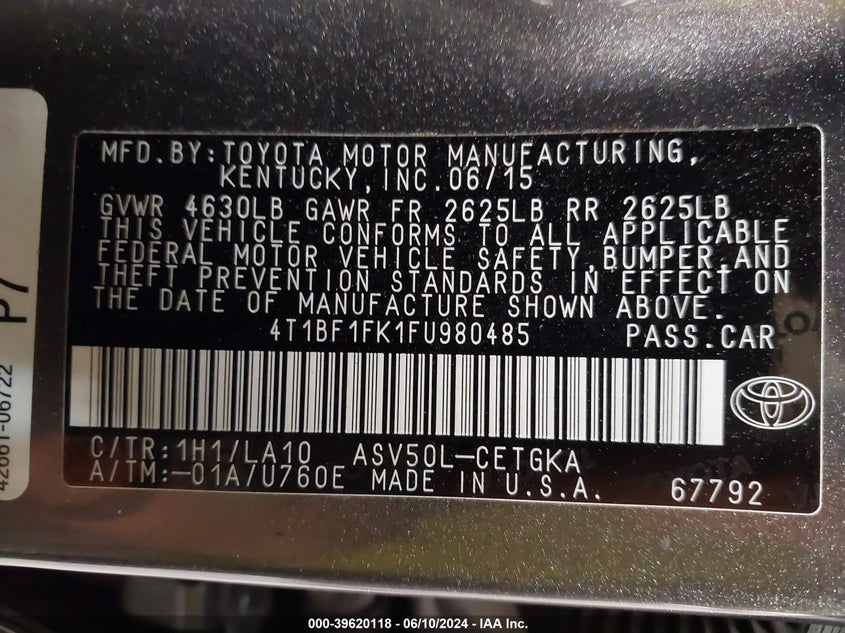 MFD.BY:TOYOTA MOTOR MANUFACTURING,
KENTUCKY,INC.06/15
GVWR 4630LB GAWR FR 2625LB RR 2625LB
THIS VEHICLE CONFORMS TO ALL APPLICABLE
FEDERAL MOTOR VEHICLE SAFETY,BUMPER,AND
THEFT PREVENTION STANDARDS IN EFFECT ON
THE DATE OF MANUFACTURE SHOWN ABOVE.
4T1BF1FK1FU980485 PASS.CAR
C/TR:1H1/LA10 ASV50L-CETGKA
A/TM:-01A/U760E MADE IN U.S.A. 67792
P7
42661-06722
000-39620118 - 06/10/2024 - IAA Inc.